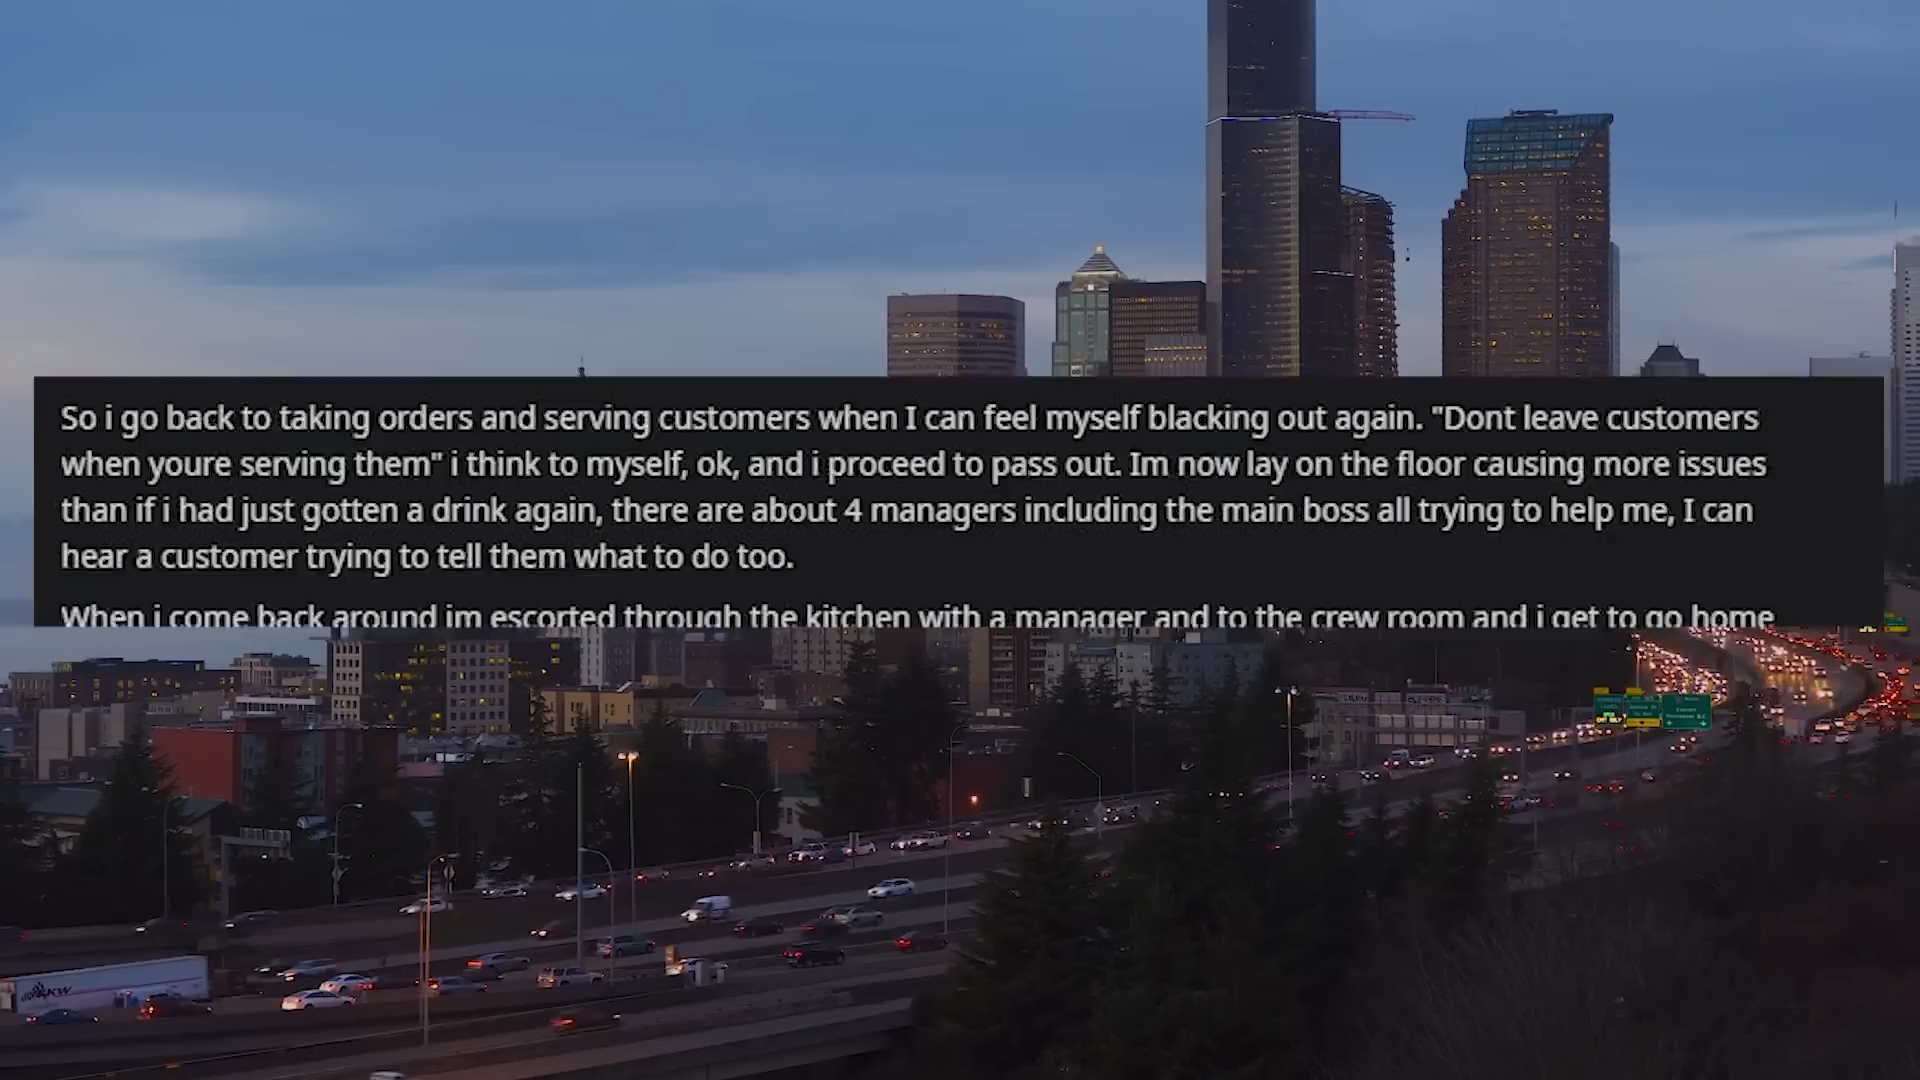 So i go back to taking orders and serving customers when I can feel myself blacking out again. "Dont leave customers
when youre serving them" i think to myself, ok, and i proceed to pass out. Im now lay on the floor causing more issues
than if i had just gotten a drink again, there are about 4 managers including the main boss all trying to help me, I can
hear a customer trying to tell them what to do too.
When i come back around im escorted through the kitchen with a manager and to the crew room and i get to go home
KW